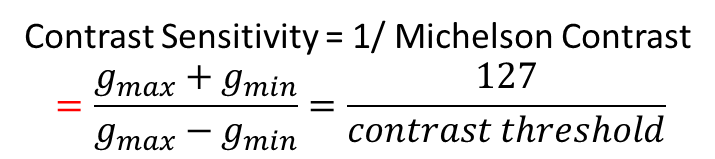 Contrast Sensitivity = 1/ Michelson Contrast
= (g_max + g_min) / (g_max − g_min) = 127 / contrast threshold